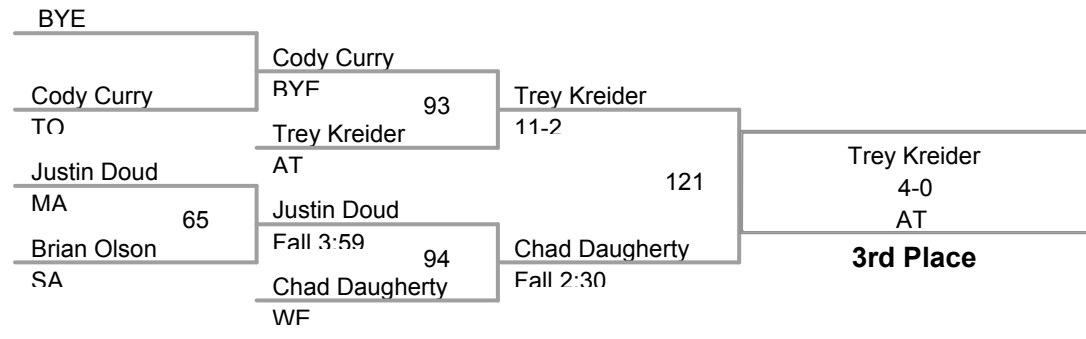 BYE
Cody Curry
TO
Justin Doud
MA
65
Brian Olson
SA
Cody Curry
BYE
93
Trey Kreider
AT
Justin Doud
Fall 3:59
94
Chad Daugherty
WF
Trey Kreider
11-2
121
Chad Daugherty
Fall 2:30
Trey Kreider
4-0
AT
3rd Place